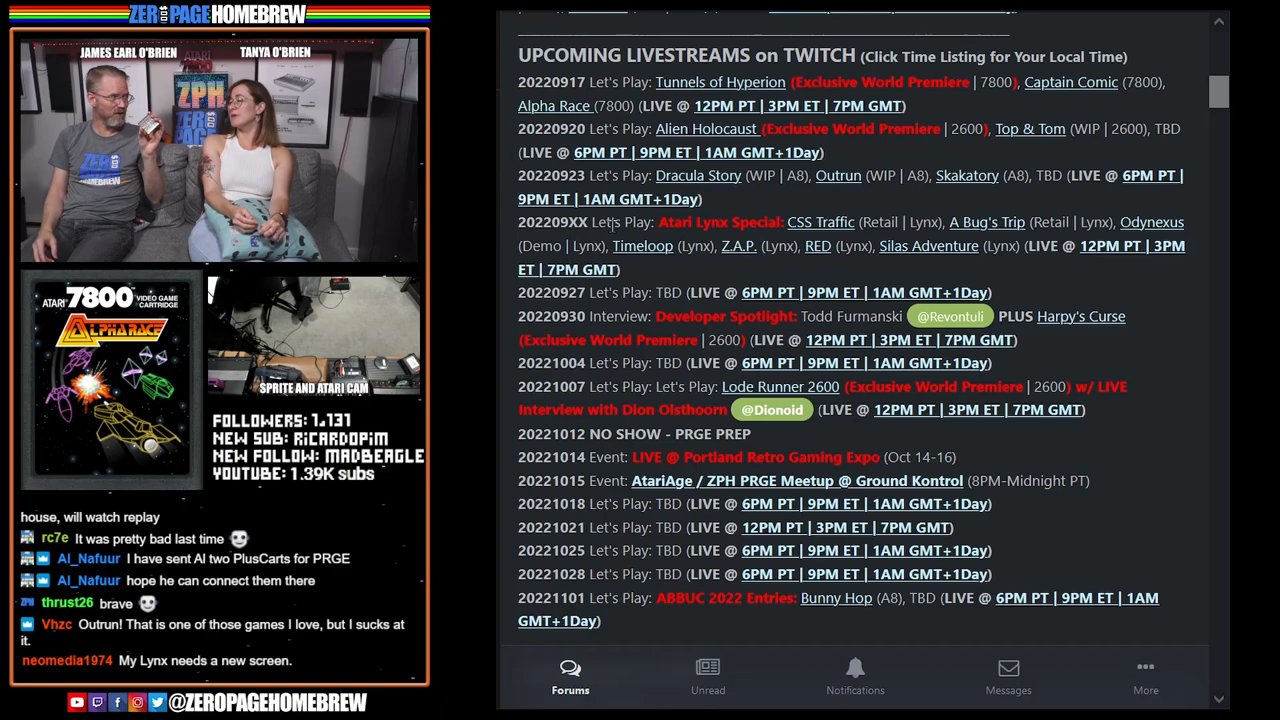 ZERO PAGE HOMEBREW
JAMES EARL O'BRIEN
TANYA O'BRIEN
ATARI
ZPH
ZERO
ATARI 7800 VIDEO GAME CARTRIDGE
ALPHA RACE
SPRITE AND ATARI CAM
FOLLOWERS: 1,131
NEW SUB: RICARDOPIM
NEW FOLLOW: MADBEAGLE
YOUTUBE: 1.39K SUBS
house, will watch replay
rc7e It was pretty bad last time
Al_Nafuur I have sent Al two PlusCarts for PRGE
Al_Nafuur hope he can connect them there
thrust26 brave
Vhzc Outrun! That is one of those games I love, but I sucks at
it.
neomedia1974 My Lynx needs a new screen.
@ZEROPAGEHOMEBREW
UPCOMING LIVESTREAMS on TWITCH (Click Time Listing for Your Local Time)
20220917 Let's Play: Tunnels of Hyperion (Exclusive World Premiere | 7800), Captain Comic (7800),
Alpha Race (7800) (LIVE @ 12PM PT | 3PM ET | 7PM GMT)
20220920 Let's Play: Alien Holocaust (Exclusive World Premiere | 2600), Top & Tom (WIP | 2600), TBD
(LIVE @ 6PM PT | 9PM ET | 1AM GMT+1Day)
20220923 Let's Play: Dracula Story (WIP | A8), Outrun (WIP | A8), Skakatory (A8), TBD (LIVE @ 6PM PT |
9PM ET | 1AM GMT+1Day)
202209XX Let's Play: Atari Lynx Special: CSS Traffic (Retail | Lynx), A Bug's Trip (Retail | Lynx), Odynexus
(Demo | Lynx), Timeloop (Lynx), Z.A.P. (Lynx), RED (Lynx), Silas Adventure (Lynx) (LIVE @ 12PM PT | 3PM
ET | 7PM GMT)
20220927 Let's Play: TBD (LIVE @ 6PM PT | 9PM ET | 1AM GMT+1Day)
20220930 Interview: Developer Spotlight: Todd Furmanski @Revontuli PLUS Harpy's Curse
(Exclusive World Premiere | 2600) (LIVE @ 12PM PT | 3PM ET | 7PM GMT)
20221004 Let's Play: TBD (LIVE @ 6PM PT | 9PM ET | 1AM GMT+1Day)
20221007 Let's Play: Let's Play: Lode Runner 2600 (Exclusive World Premiere | 2600) w/ LIVE
Interview with Dion Olsthoorn @Dionoid (LIVE @ 12PM PT | 3PM ET | 7PM GMT)
20221012 NO SHOW - PRGE PREP
20221014 Event: LIVE @ Portland Retro Gaming Expo (Oct 14-16)
20221015 Event: AtariAge / ZPH PRGE Meetup @ Ground Kontrol (8PM-Midnight PT)
20221018 Let's Play: TBD (LIVE @ 6PM PT | 9PM ET | 1AM GMT+1Day)
20221021 Let's Play: TBD (LIVE @ 12PM PT | 3PM ET | 7PM GMT)
20221025 Let's Play: TBD (LIVE @ 6PM PT | 9PM ET | 1AM GMT+1Day)
20221028 Let's Play: TBD (LIVE @ 6PM PT | 9PM ET | 1AM GMT+1Day)
20221101 Let's Play: ABBUC 2022 Entries: Bunny Hop (A8), TBD (LIVE @ 6PM PT | 9PM ET | 1AM
GMT+1Day)
Forums
Unread
Notifications
Messages
More